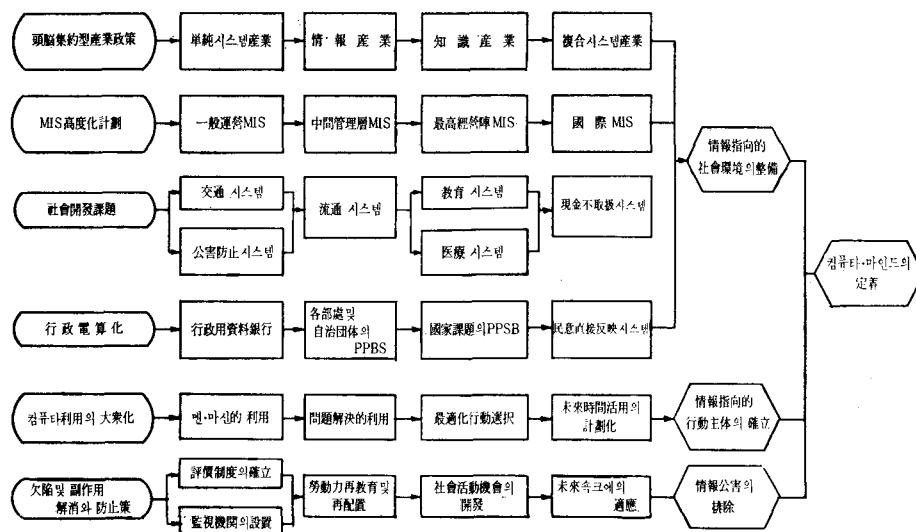 頭脳集約型產業政策
単純시스템産業
情報産業
知識産業
複合시스템産業
MIS高度化計劃
一般運營MIS
中間管理層MIS
最高經營陣MIS
國際 MIS
情報指向的
社會環境의整備
社會開發課題
交通 시스템
公害防止시스템
流通 시스템
教育 시스템
医療 시스템
現金不取扱시스템
컴퓨타·마인드의
定着
行政電算化
行政用資料銀行
各部處및
自治団体의
PPBS
國家課題의PPSB
民意直接反映시스템
컴퓨타利用의 大衆化
멘·마신的 利用
問題解決的利用
最適化行動選択
未來時間活用의
計劃化
情報指向的
行動主体의 確立
欠陥및 副作用
解消와 防止策
評價制度의確立
監視機関의設置
勞動力再教育및
再配置
社會活動機會의
開發
未來속크에의
適應
情報公害의
排除